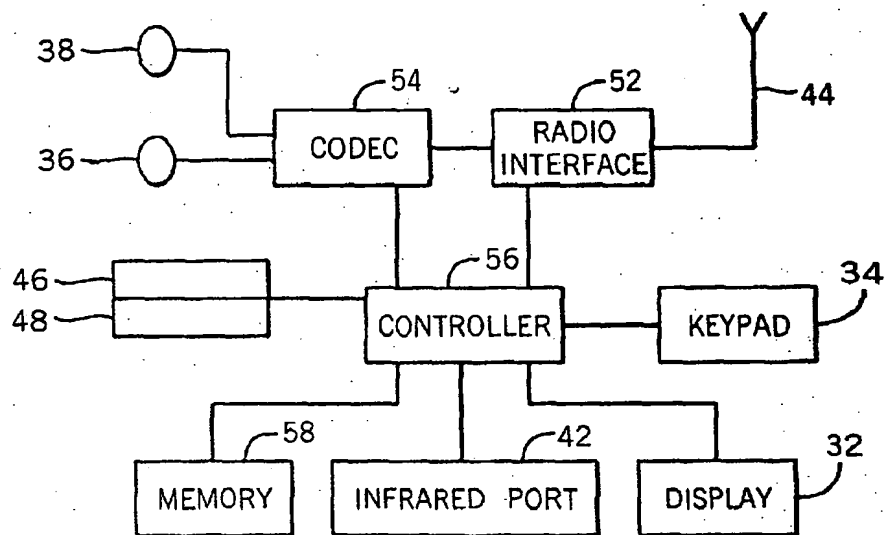 38
54
52
44
CODEC
RADIO
INTERFACE
36
46
48
56
34
CONTROLLER
KEYPAD
58
42
32
MEMORY
INFRARED PORT
DISPLAY